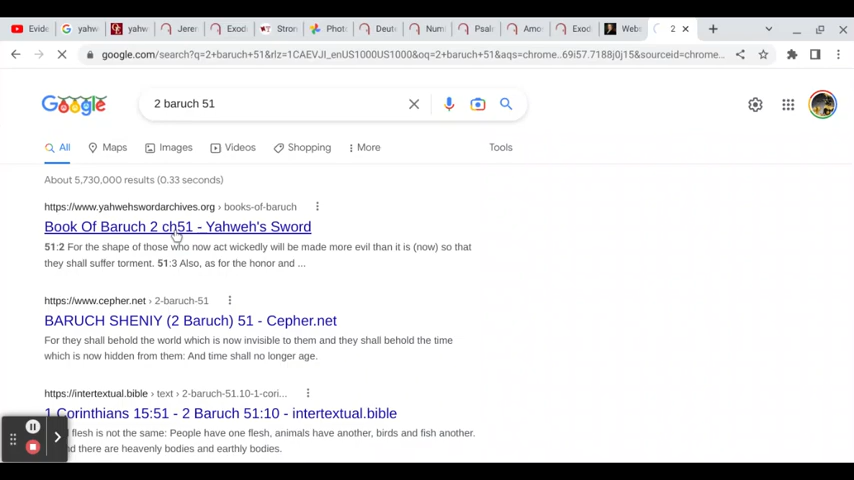 Evide
yahw
yahw
Jerem
Exod
Stron
Photo
Deute
Num
Psale
Amo
Exod
Webs
2
google.com/search?q=2+baruch+51&rlz=1CAEVJI_enUS1000US1000&oq=2+baruch+51&aqs=chrome..69i57.7188j0j15&sourceid=chrome...
Google
2 baruch 51
All
Maps
Images
Videos
Shopping
More
Tools
About 5,730,000 results (0.33 seconds)
https://www.yahwehswordarchives.org › books-of-baruch
Book Of Baruch 2 ch51 - Yahweh's Sword
51:2 For the shape of those who now act wickedly will be made more evil than it is (now) so that
they shall suffer torment. 51:3 Also, as for the honor and ...
https://www.cepher.net › 2-baruch-51
BARUCH SHENIY (2 Baruch) 51 - Cepher.net
For they shall behold the world which is now invisible to them and they shall behold the time
which is now hidden from them: And time shall no longer age.
https://intertextual.bible › text › 2-baruch-51.10-1-cori...
1 Corinthians 15:51 - 2 Baruch 51:10 - intertextual.bible
flesh is not the same: People have one flesh, animals have another, birds and fish another.
nd there are heavenly bodies and earthly bodies.